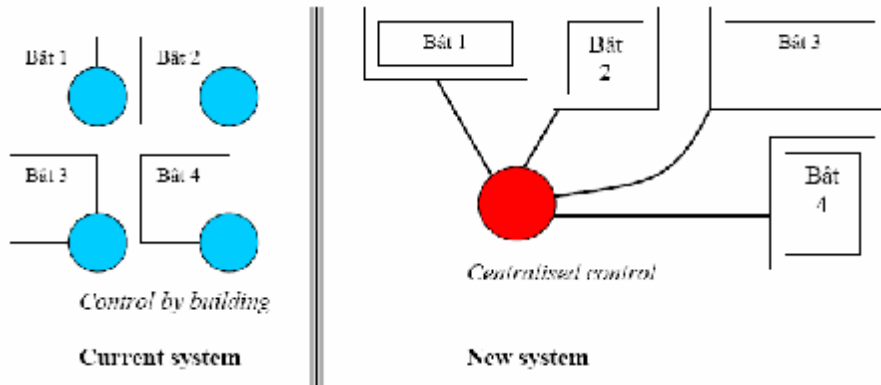 Bât 1
Bât 2
Bât 3
Bât 4
Control by building
Current system
Bât 1
Bât
2
Bât 3
Bât
4
Centralised control
New system